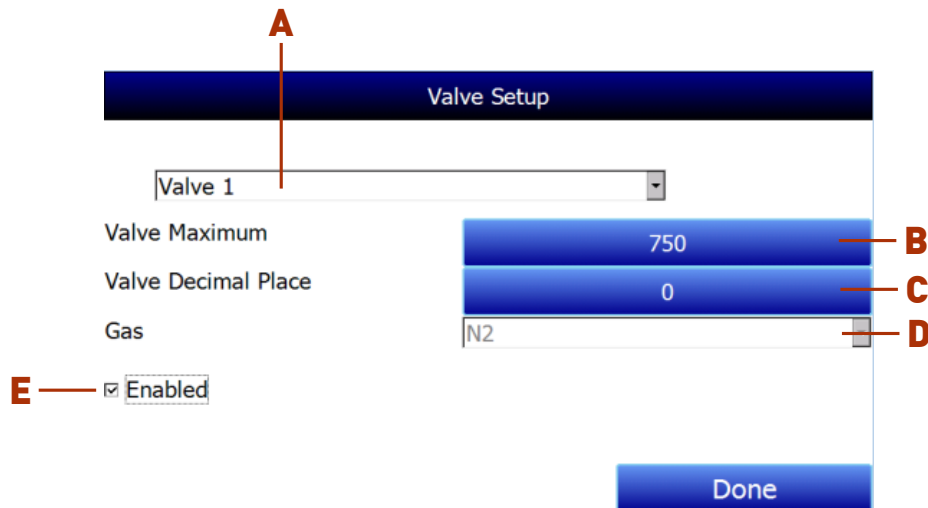 A
Valve Setup
Valve 1
Valve Maximum 750 B
Valve Decimal Place 0 C
Gas N2 D
E Enabled
Done